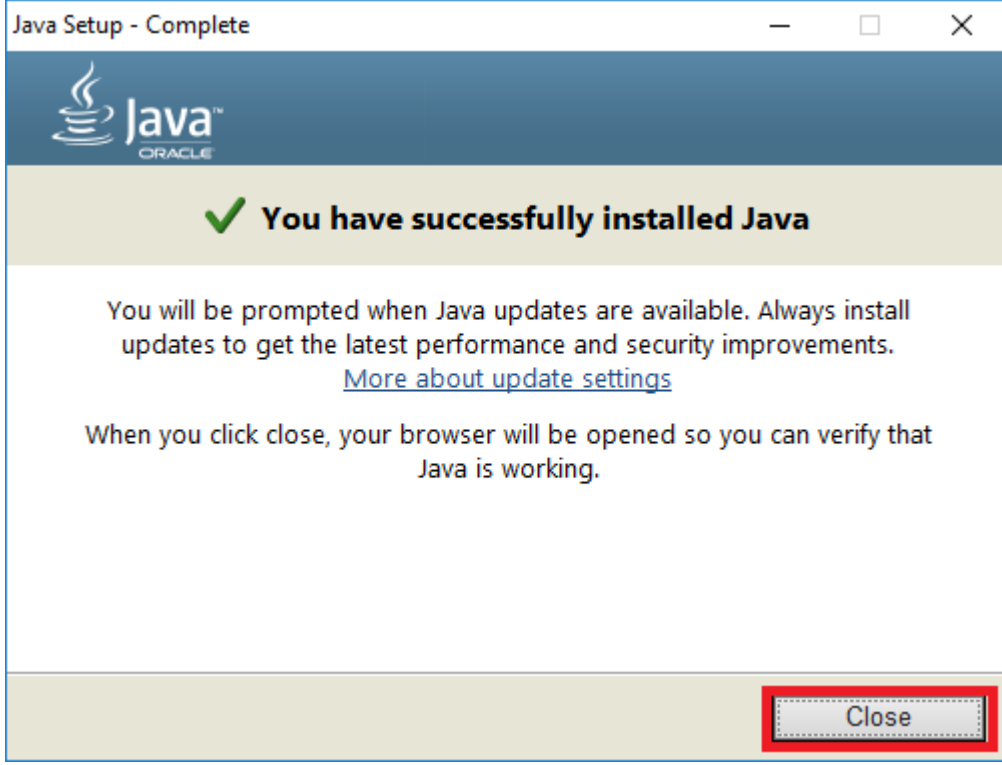 Java Setup - Complete
Java™
ORACLE
You have successfully installed Java
You will be prompted when Java updates are available. Always install
updates to get the latest performance and security improvements.
More about update settings
When you click close, your browser will be opened so you can verify that
Java is working.
Close